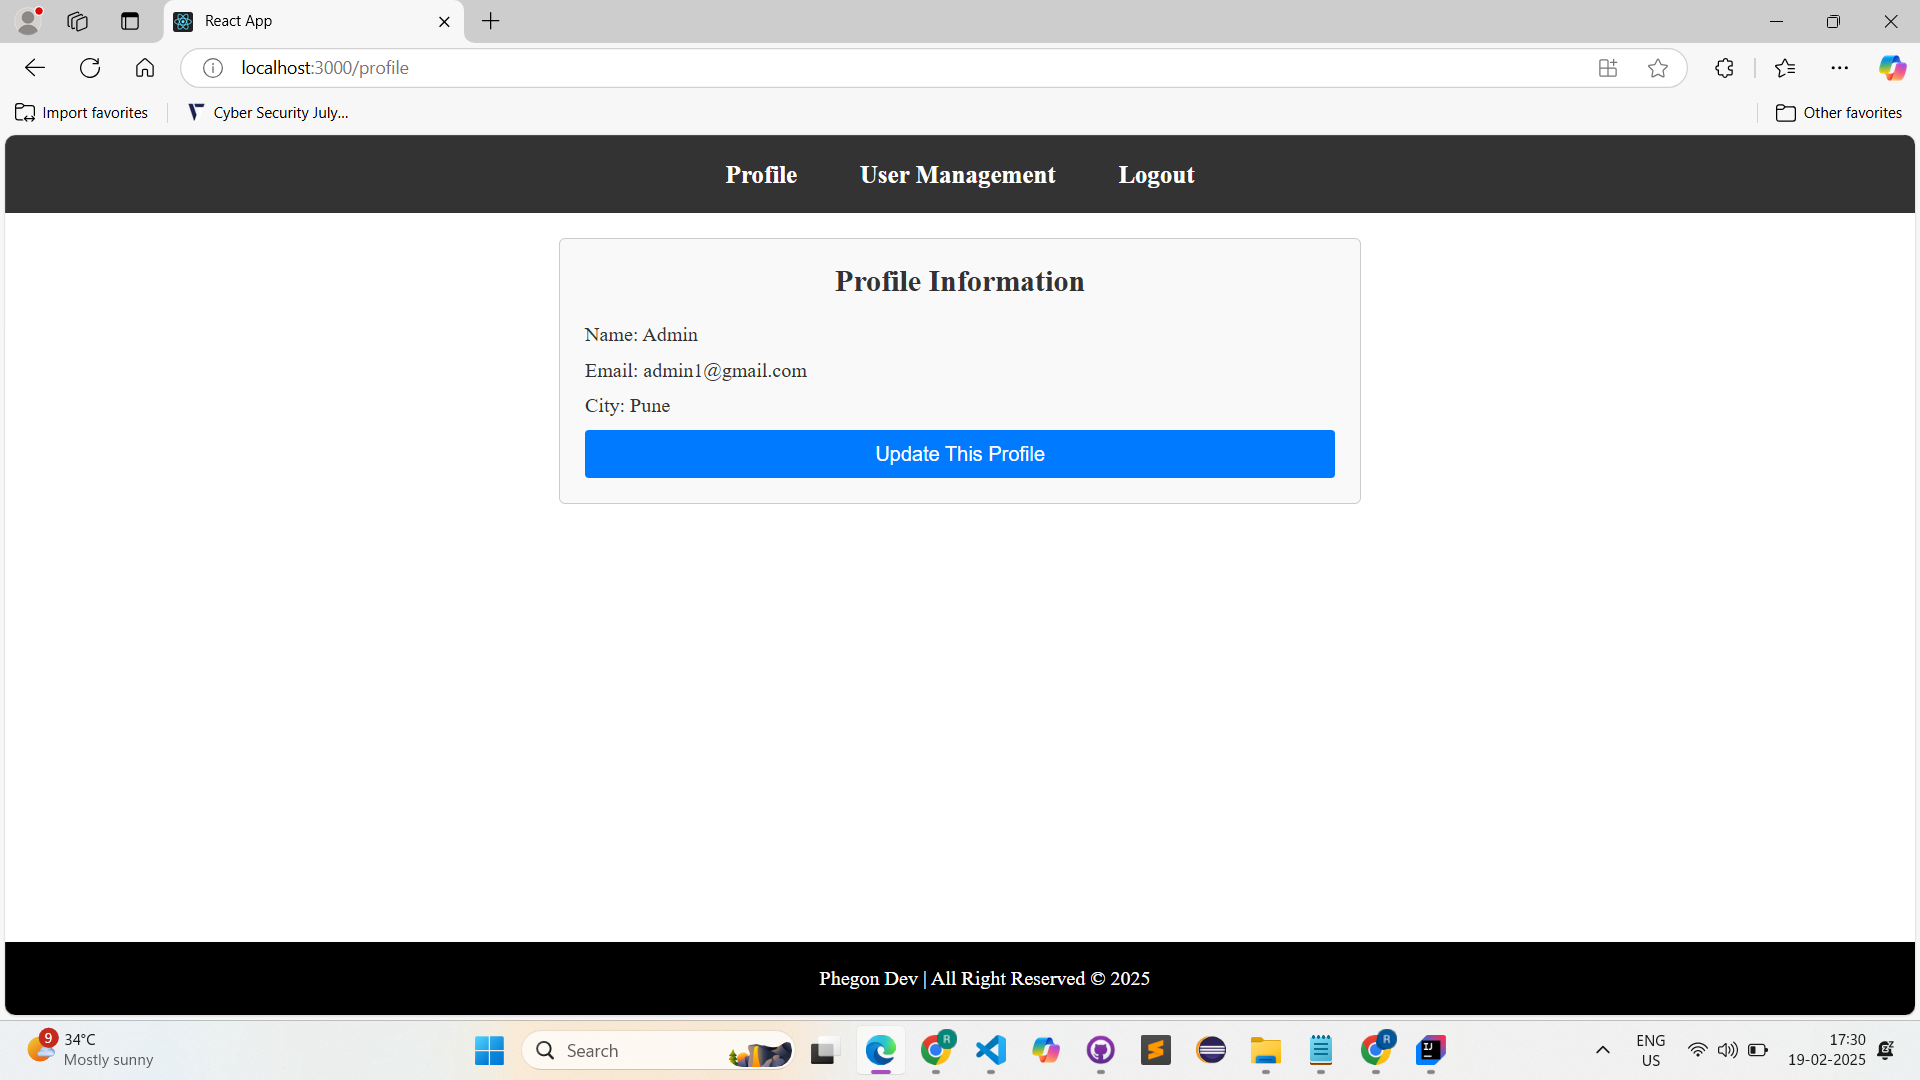 React App
localhost:3000/profile
Import favorites
Cyber Security July...
Other favorites
Profile
User Management
Logout
Profile Information
Name: Admin
Email: admin1@gmail.com
City: Pune
Update This Profile
Phegon Dev | All Right Reserved © 2025
9
34°C
Mostly sunny
Search
R
R
IJ
ENG
US
17:30
19-02-2025